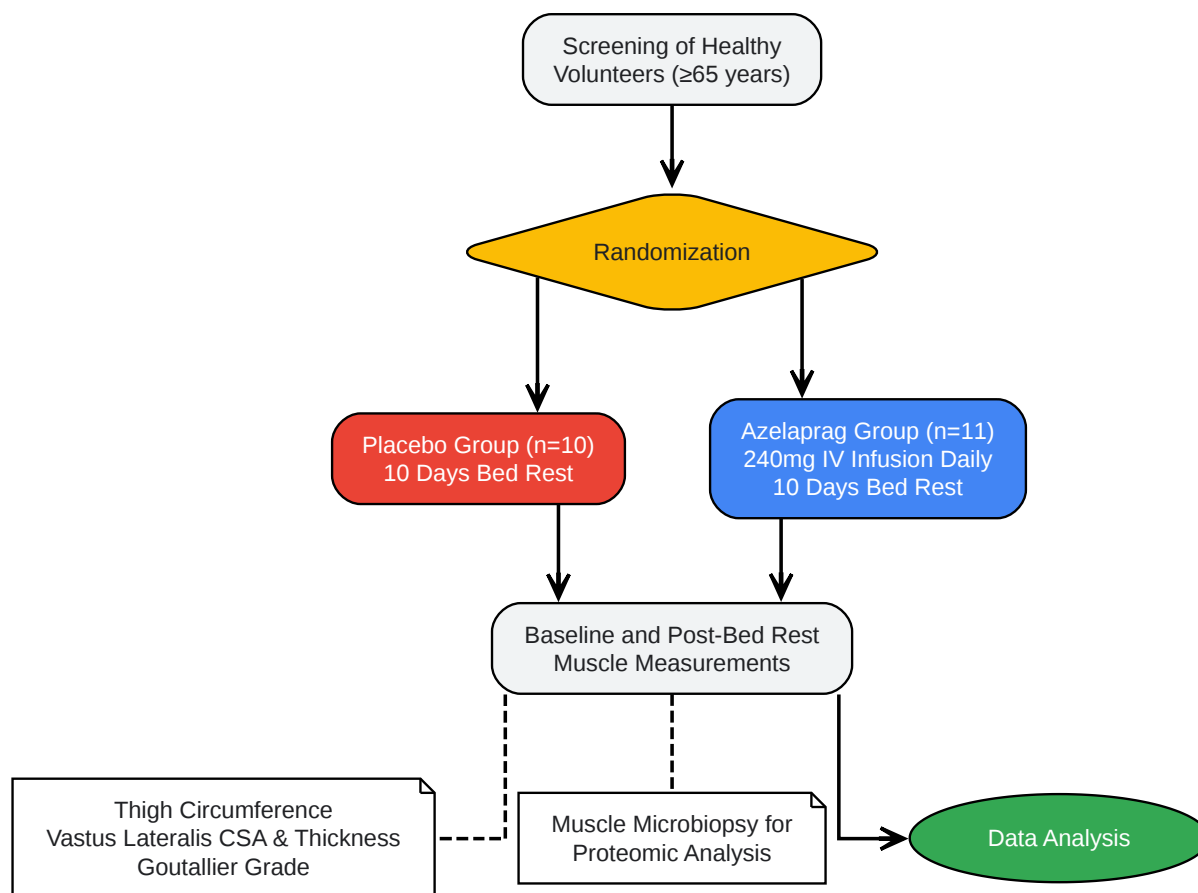 Screening of Healthy
Volunteers (≥65 years)
Randomization
Placebo Group (n=10)
10 Days Bed Rest
Azelaprag Group (n=11)
240mg IV Infusion Daily
10 Days Bed Rest
Baseline and Post-Bed Rest
Muscle Measurements
Thigh Circumference
Vastus Lateralis CSA & Thickness
Goutallier Grade
Muscle Microbiopsy for
Proteomic Analysis
Data Analysis